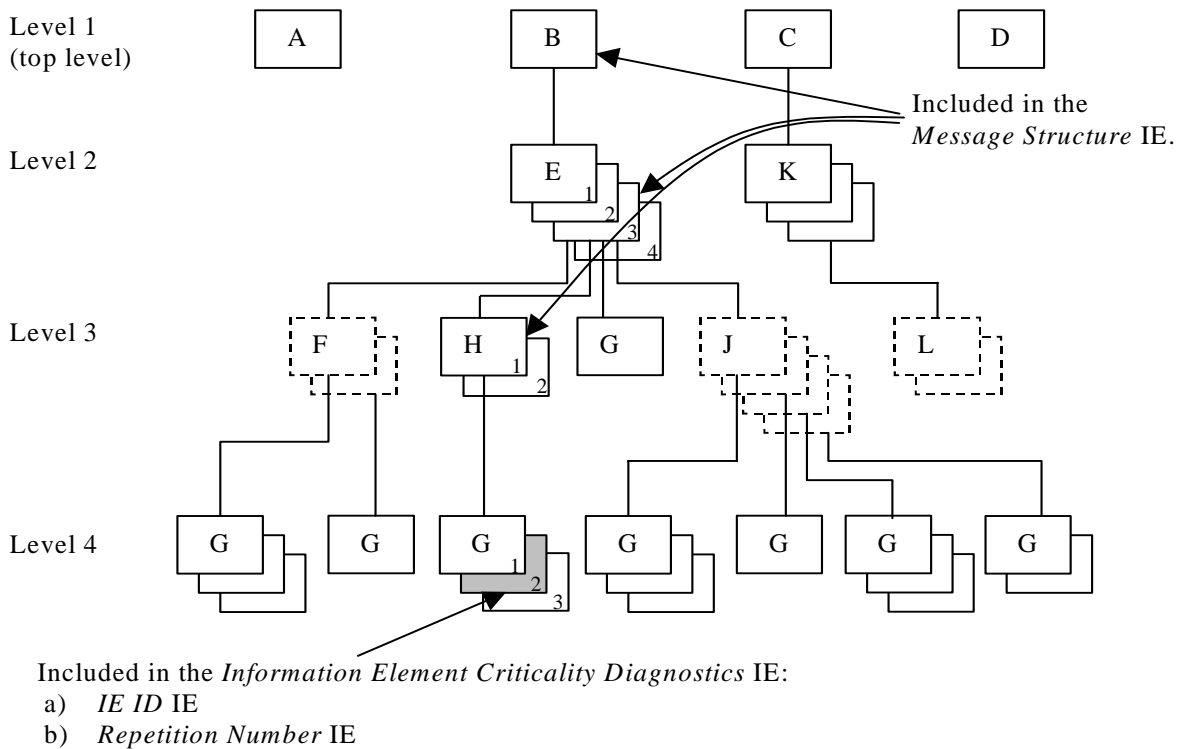 Level 1
(top level)
A
B
C
D
Included in the
Message Structure IE.
Level 2
E
1
2
3
4
K
Level 3
F
H
1
2
G
J
L
Level 4
G
G
G
1
2
3
G
G
G
G
Included in the Information Element Criticality Diagnostics IE:
a) IE ID IE
b) Repetition Number IE